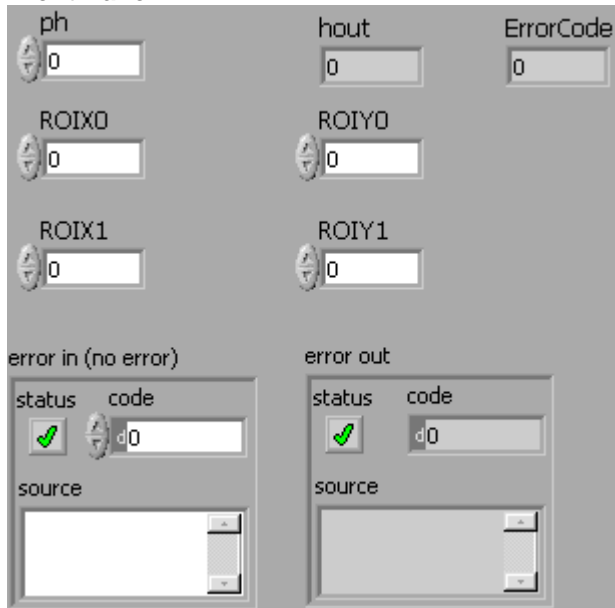 ph hout ErrorCode
0 0 0
ROIX0 ROIY0
0 0
ROIX1 ROIY1
0 0
error in (no error) error out
status code status code
d0 d0
source source